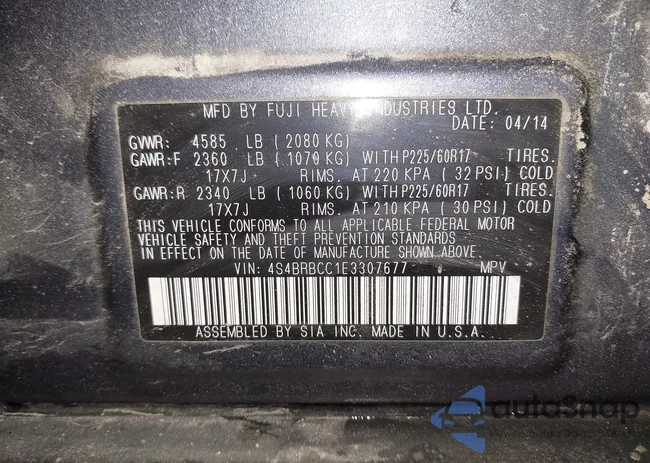 MFD BY FUJI HEAVY INDUSTRIES LTD.
DATE: 04/14
GVWR: 4585 LB (2080 KG)
GAWR:F 2360 LB (1070 KG) WITH P225/60R17 TIRES.
17X7J RIMS. AT 220 KPA (32 PSI) COLD
GAWR:R 2340 LB (1060 KG) WITH P225/60R17 TIRES.
17X7J RIMS. AT 210 KPA (30 PSI) COLD
THIS VEHICLE CONFORMS TO ALL APPLICABLE FEDERAL MOTOR
VEHICLE SAFETY AND THEFT PREVENTION STANDARDS
IN EFFECT ON THE DATE OF MANUFACTURE SHOWN ABOVE.
VIN: 4S4BRBCC1E3307677 MPV
ASSEMBLED BY SIA INC. MADE IN U.S.A.
autoSnap